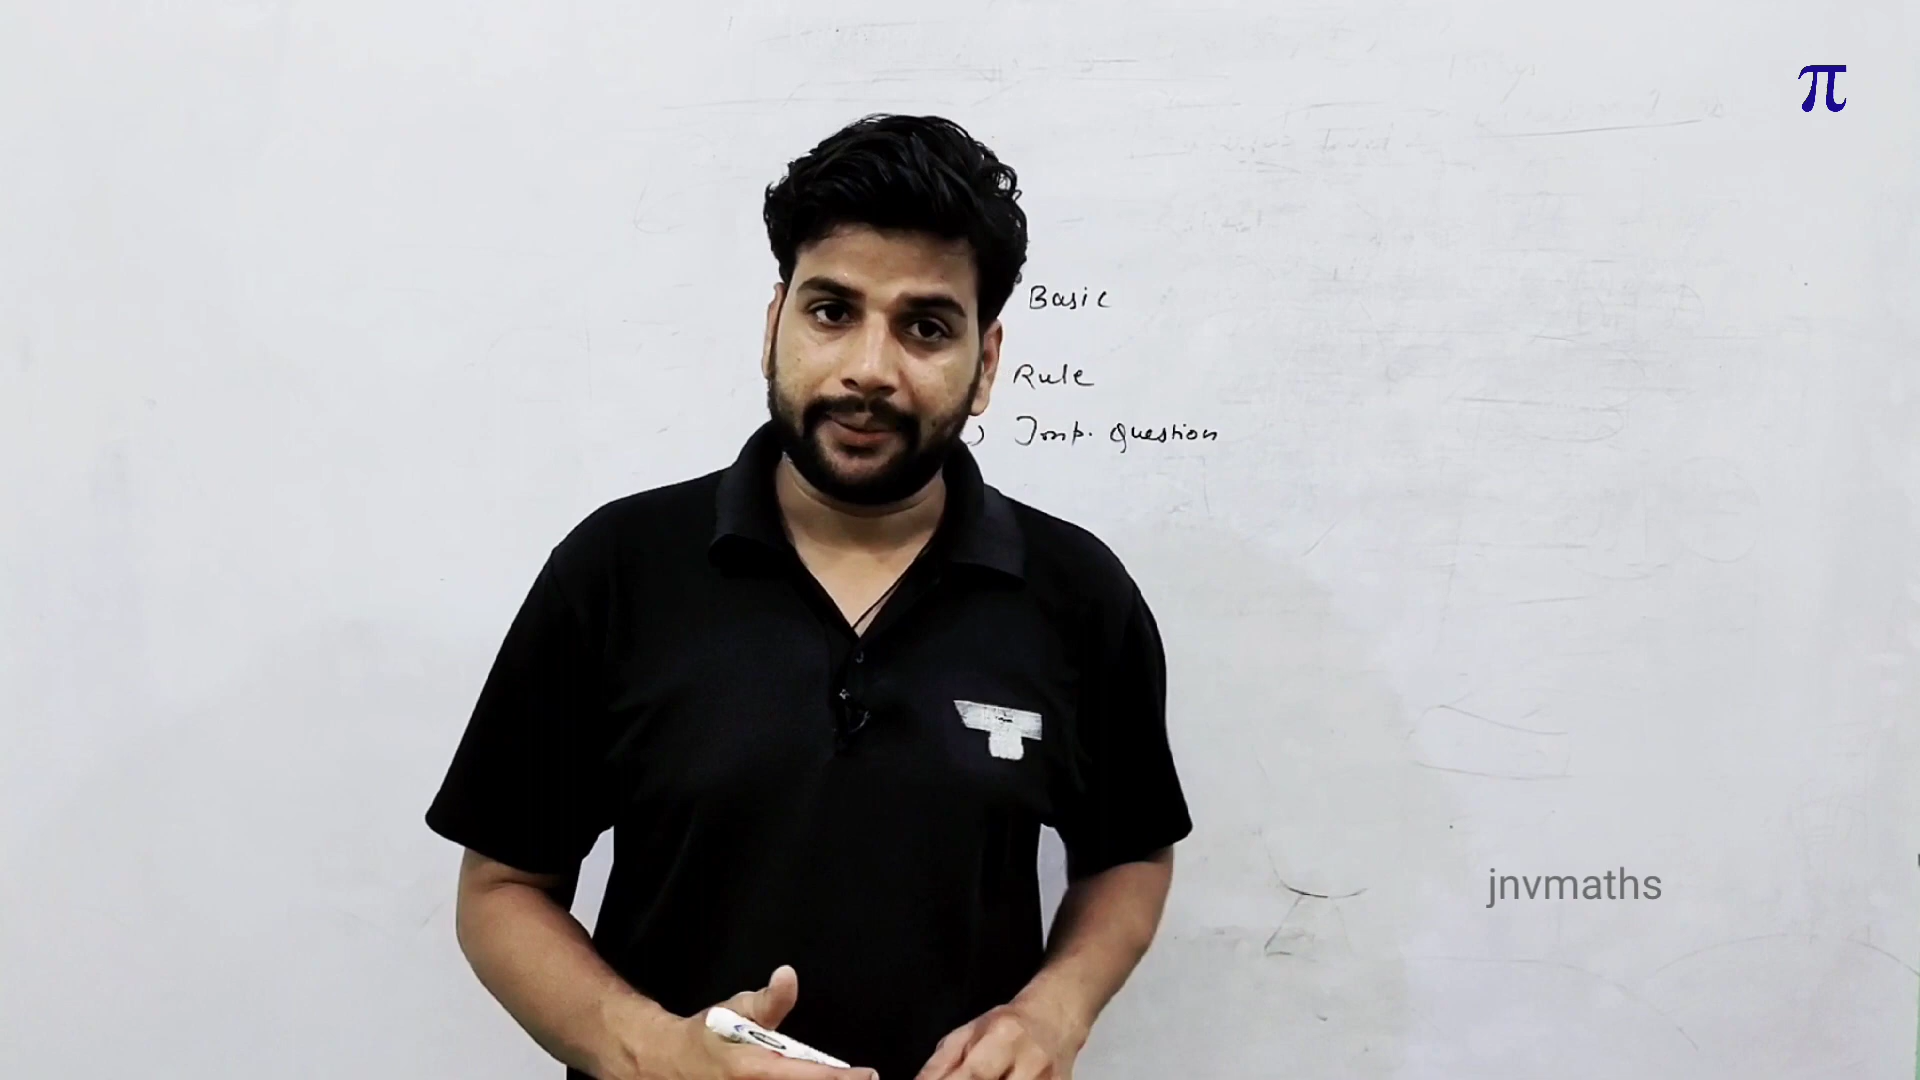 π
Basic
Rule
) Imp. Question
jnvmaths